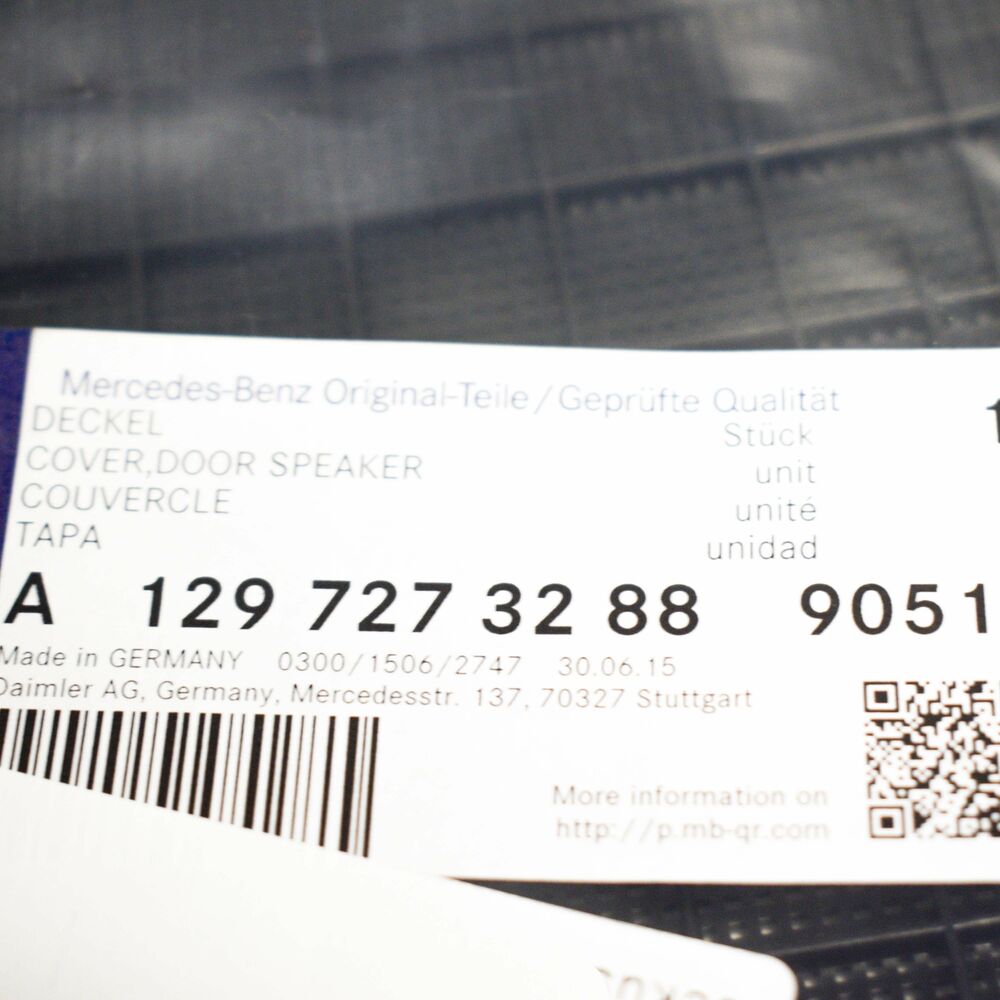 Mercedes-Benz Original-Teile/Geprüfte Qualität
DECKEL Stück
COVER,DOOR SPEAKER unit
COUVERCLE unité
TAPA unidad
A 129 727 32 88 9051
Made in GERMANY 0300/1506/2747 30.06.15
Daimler AG, Germany, Mercedesstr. 137, 70327 Stuttgart
More information on
http://p.mb-qr.com